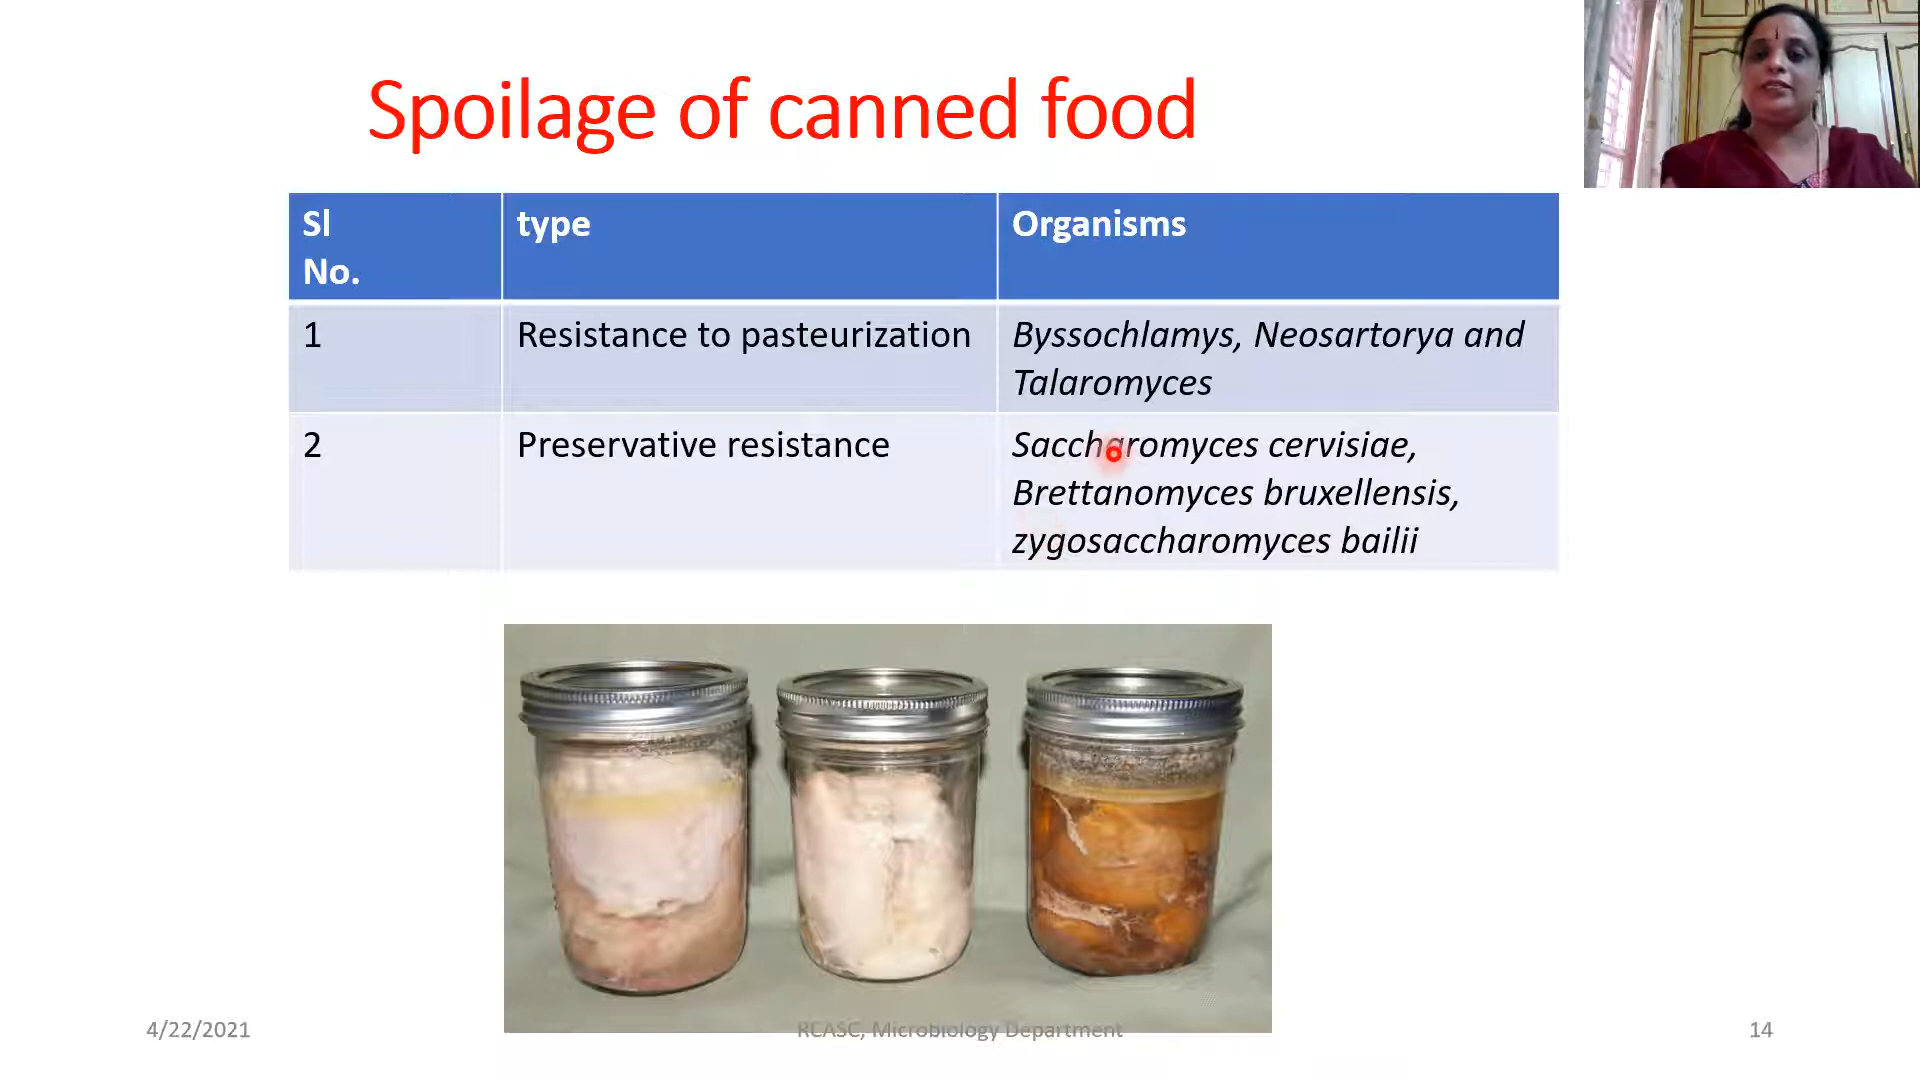 Spoilage of canned food
Sl
No.
type
Organisms
1
Resistance to pasteurization
Byssochlamys, Neosartorya and
Talaromyces
2
Preservative resistance
Saccharomyces cervisiae,
Brettanomyces bruxellensis,
zygosaccharomyces bailii
4/22/2021
RCASC, Microbiology Department
14